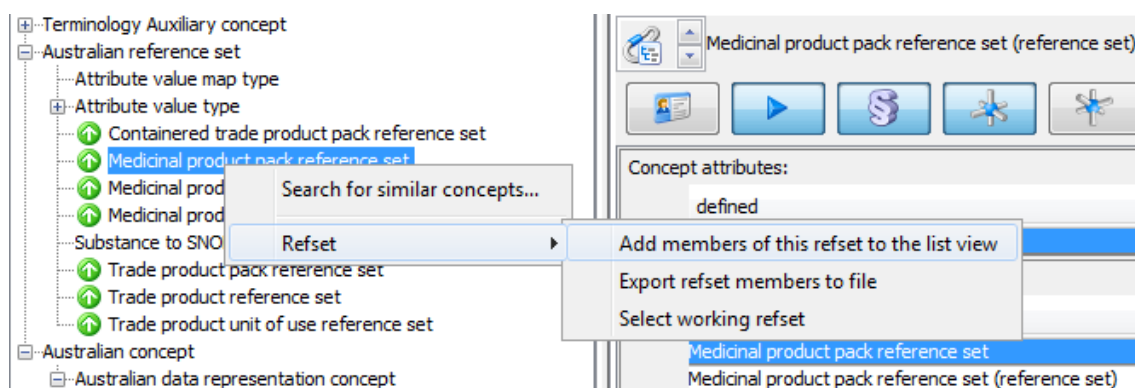 Terminology Auxiliary concept
Australian reference set
Attribute value map type
Attribute value type
Containered trade product pack reference set
Medicinal product pack reference set
Medicinal prod
Medicinal prod
Substance to SNO
Trade product pack reference set
Trade product reference set
Trade product unit of use reference set
Australian concept
Australian data representation concept
Search for similar concepts...
Refset
Add members of this refset to the list view
Export refset members to file
Select working refset
Medicinal product pack reference set (reference set)
Concept attributes:
defined
Medicinal product pack reference set
Medicinal product pack reference set (reference set)